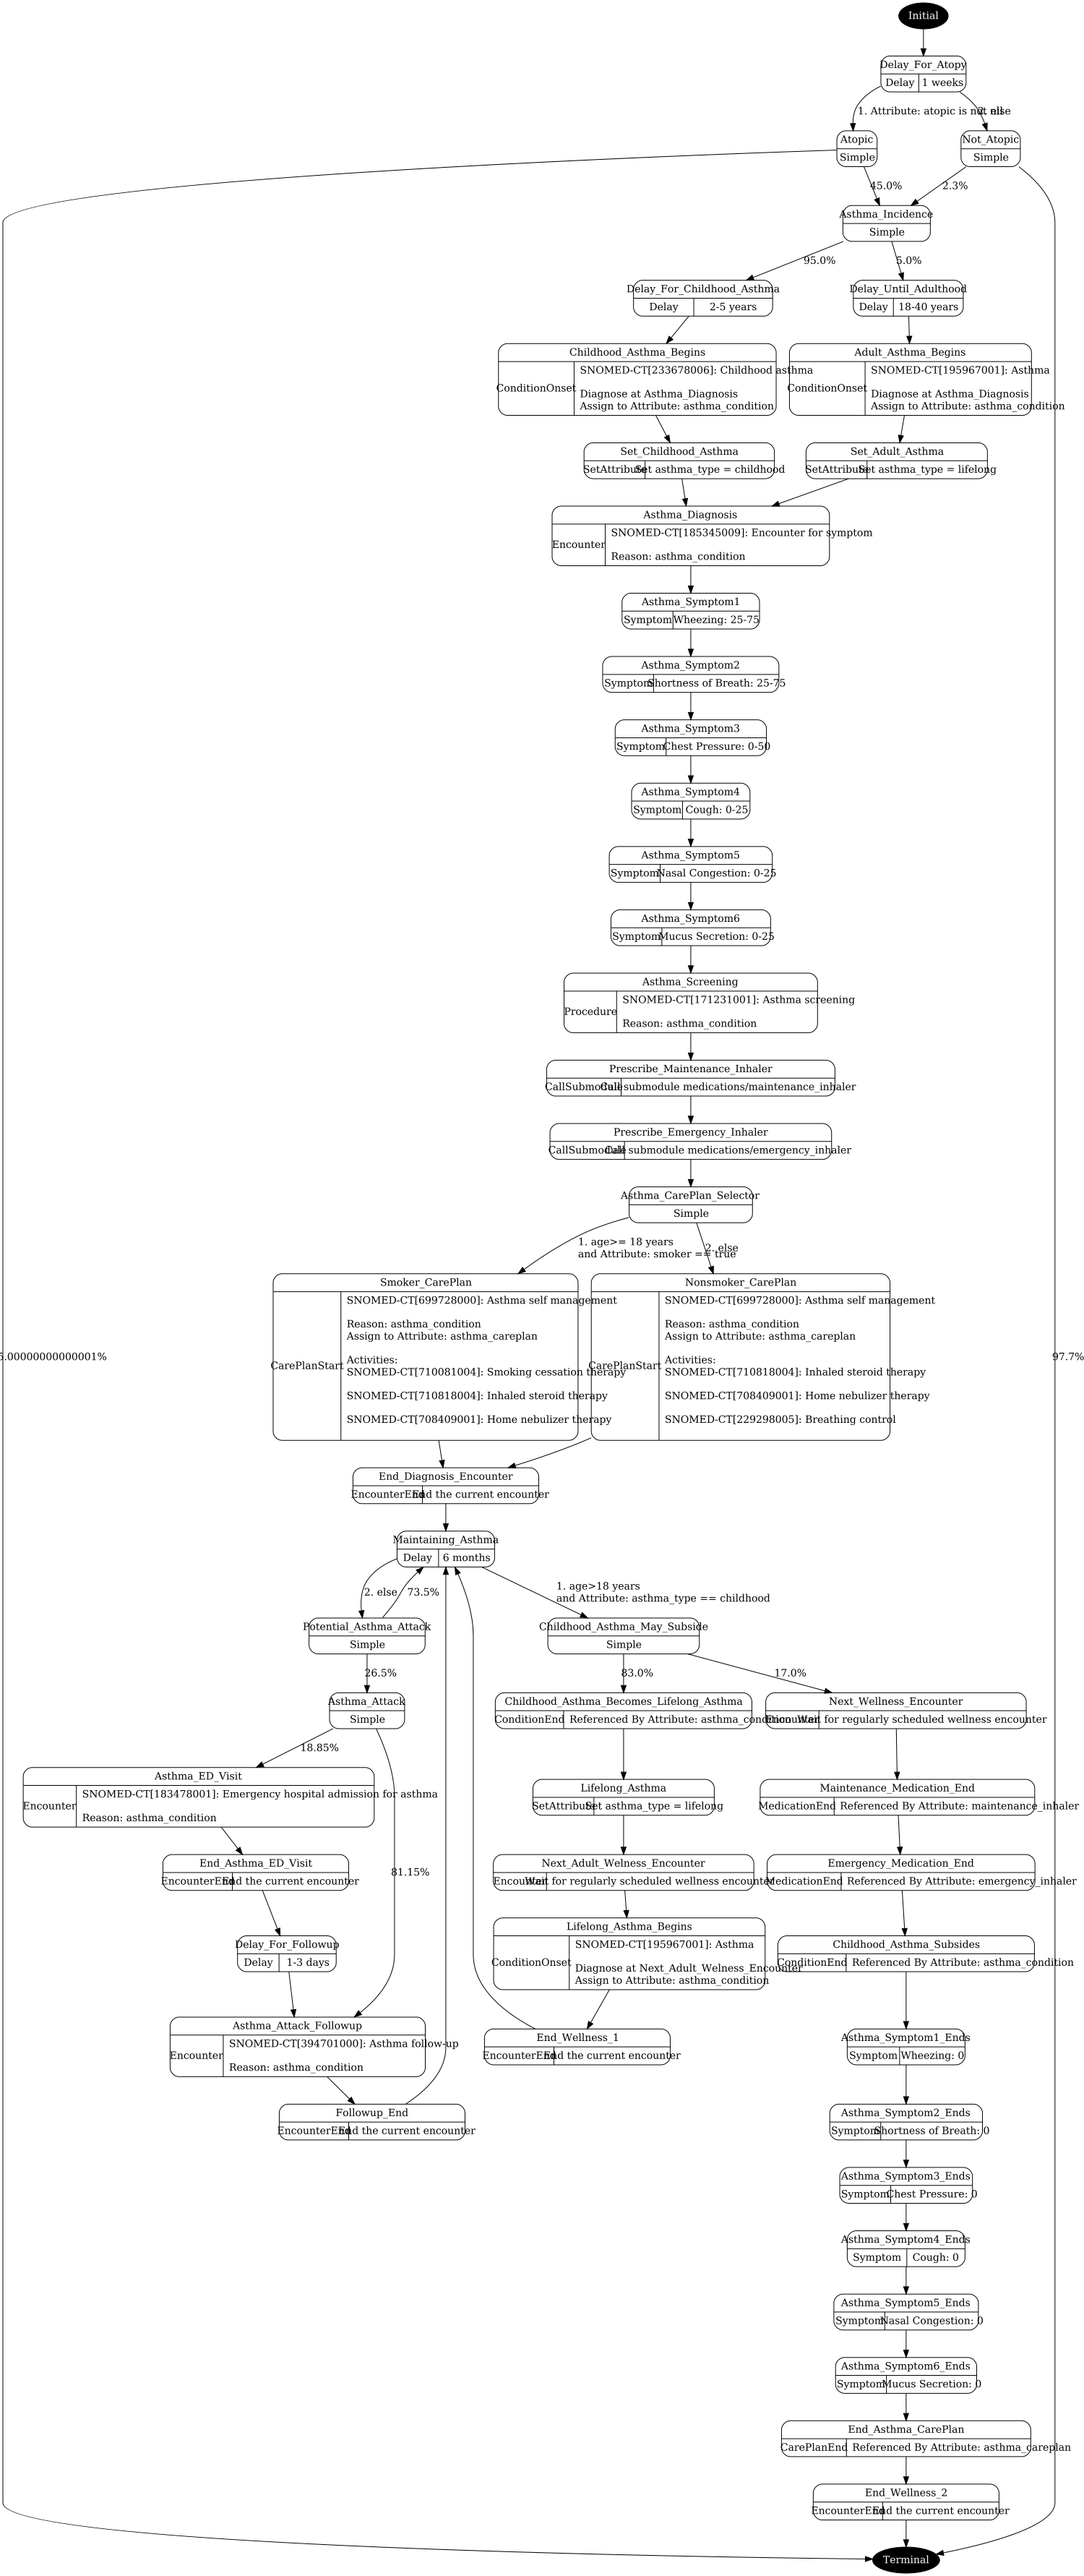 Initial
Delay_For_Atopy
Delay 1 weeks
1. Attribute: atopic is not nil
2. else
Atopic
Simple
Not_Atopic
Simple
45.0%
2.3%
Asthma_Incidence
Simple
95.0%
5.0%
Delay_For_Childhood_Asthma
Delay 2-5 years
Delay_Until_Adulthood
Delay 18-40 years
Childhood_Asthma_Begins
ConditionOnset
SNOMED-CT[233678006]: Childhood asthma
Diagnose at Asthma_Diagnosis
Assign to Attribute: asthma_condition
Adult_Asthma_Begins
ConditionOnset
SNOMED-CT[195967001]: Asthma
Diagnose at Asthma_Diagnosis
Assign to Attribute: asthma_condition
Set_Childhood_Asthma
SetAttribute Set asthma_type = childhood
Set_Adult_Asthma
SetAttribute Set asthma_type = lifelong
Asthma_Diagnosis
Encounter
SNOMED-CT[185345009]: Encounter for symptom
Reason: asthma_condition
Asthma_Symptom1
Symptom Wheezing: 25-75
Asthma_Symptom2
Symptom Shortness of Breath: 25-75
Asthma_Symptom3
Symptom Chest Pressure: 0-50
Asthma_Symptom4
Symptom Cough: 0-25
Asthma_Symptom5
Symptom Nasal Congestion: 0-25
Asthma_Symptom6
Symptom Mucus Secretion: 0-25
Asthma_Screening
Procedure
SNOMED-CT[171231001]: Asthma screening
Reason: asthma_condition
Prescribe_Maintenance_Inhaler
CallSubmodule Call submodule medications/maintenance_inhaler
Prescribe_Emergency_Inhaler
CallSubmodule Call submodule medications/emergency_inhaler
Asthma_CarePlan_Selector
Simple
1. age>= 18 years
and Attribute: smoker == true
2. else
Smoker_CarePlan
CarePlanStart
SNOMED-CT[699728000]: Asthma self management
Reason: asthma_condition
Assign to Attribute: asthma_careplan
Activities:
SNOMED-CT[710081004]: Smoking cessation therapy
SNOMED-CT[710818004]: Inhaled steroid therapy
SNOMED-CT[708409001]: Home nebulizer therapy
Nonsmoker_CarePlan
CarePlanStart
SNOMED-CT[699728000]: Asthma self management
Reason: asthma_condition
Assign to Attribute: asthma_careplan
Activities:
SNOMED-CT[710818004]: Inhaled steroid therapy
SNOMED-CT[708409001]: Home nebulizer therapy
SNOMED-CT[229298005]: Breathing control
5.00000000000001%
97.7%
End_Diagnosis_Encounter
EncounterEnd End the current encounter
Maintaining_Asthma
Delay 6 months
2. else
73.5%
1. age>18 years
and Attribute: asthma_type == childhood
Potential_Asthma_Attack
Simple
Childhood_Asthma_May_Subside
Simple
26.5%
83.0%
17.0%
Asthma_Attack
Simple
Childhood_Asthma_Becomes_Lifelong_Asthma
ConditionEnd Referenced By Attribute: asthma_condition
Next_Wellness_Encounter
Encounter Wait for regularly scheduled wellness encounter
18.85%
Asthma_ED_Visit
Encounter
SNOMED-CT[183478001]: Emergency hospital admission for asthma
Reason: asthma_condition
Lifelong_Asthma
SetAttribute Set asthma_type = lifelong
Maintenance_Medication_End
MedicationEnd Referenced By Attribute: maintenance_inhaler
End_Asthma_ED_Visit
EncounterEnd End the current encounter
81.15%
Next_Adult_Welness_Encounter
Encounter Wait for regularly scheduled wellness encounter
Emergency_Medication_End
MedicationEnd Referenced By Attribute: emergency_inhaler
Delay_For_Followup
Delay 1-3 days
Lifelong_Asthma_Begins
ConditionOnset
SNOMED-CT[195967001]: Asthma
Diagnose at Next_Adult_Welness_Encounter
Assign to Attribute: asthma_condition
Childhood_Asthma_Subsides
ConditionEnd Referenced By Attribute: asthma_condition
Asthma_Attack_Followup
Encounter
SNOMED-CT[394701000]: Asthma follow-up
Reason: asthma_condition
End_Wellness_1
EncounterEnd End the current encounter
Asthma_Symptom1_Ends
Symptom Wheezing: 0
Followup_End
EncounterEnd End the current encounter
Asthma_Symptom2_Ends
Symptom Shortness of Breath: 0
Asthma_Symptom3_Ends
Symptom Chest Pressure: 0
Asthma_Symptom4_Ends
Symptom Cough: 0
Asthma_Symptom5_Ends
Symptom Nasal Congestion: 0
Asthma_Symptom6_Ends
Symptom Mucus Secretion: 0
End_Asthma_CarePlan
CarePlanEnd Referenced By Attribute: asthma_careplan
End_Wellness_2
EncounterEnd End the current encounter
Terminal